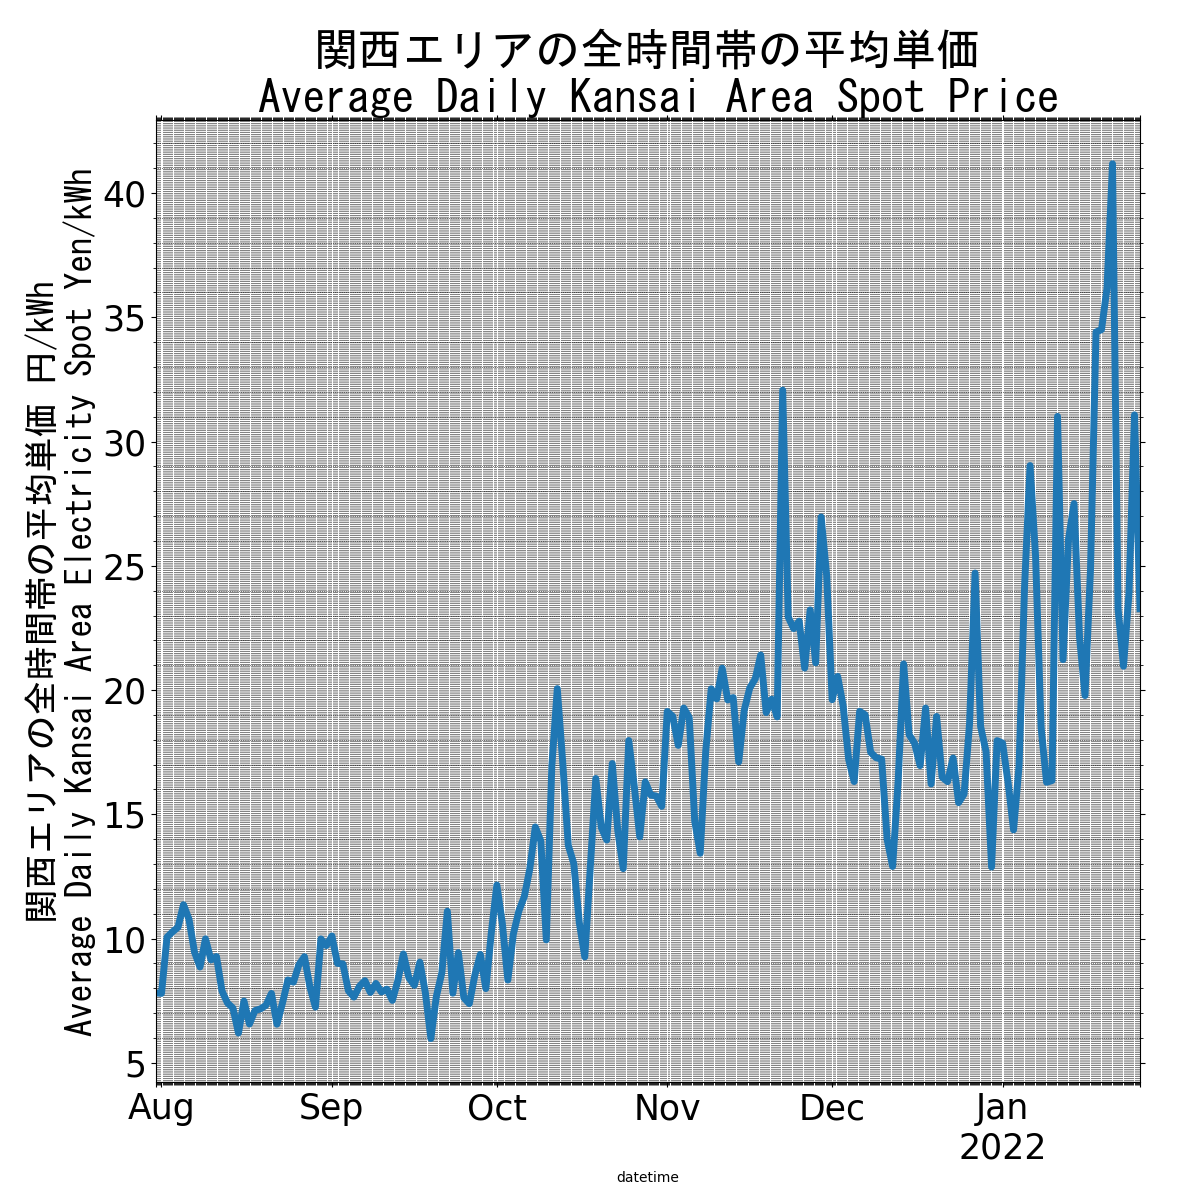 関西エリアの全時間帯の平均単価
Average Daily Kansai Area Spot Price
関西エリアの全時間帯の平均単価 円/kWh
Average Daily Kansai Area Electricity Spot Yen/kWh
40
35
30
25
20
15
10
5
Aug
Sep
Oct
Nov
Dec
Jan
2022
datetime